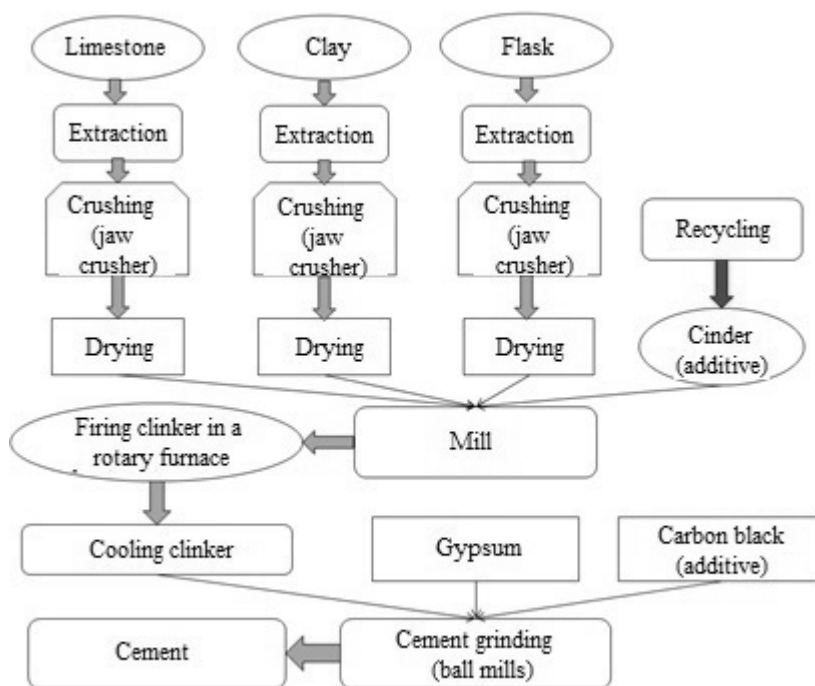 Limestone
Clay
Flask
Extraction
Extraction
Extraction
Crushing
(jaw
crusher)
Crushing
(jaw
crusher)
Crushing
(jaw
crusher)
Recycling
Drying
Drying
Drying
Cinder
(additive)
Firing clinker in a
rotary furnace
Mill
Cooling clinker
Gypsum
Carbon black
(additive)
Cement
Cement grinding
(ball mills)